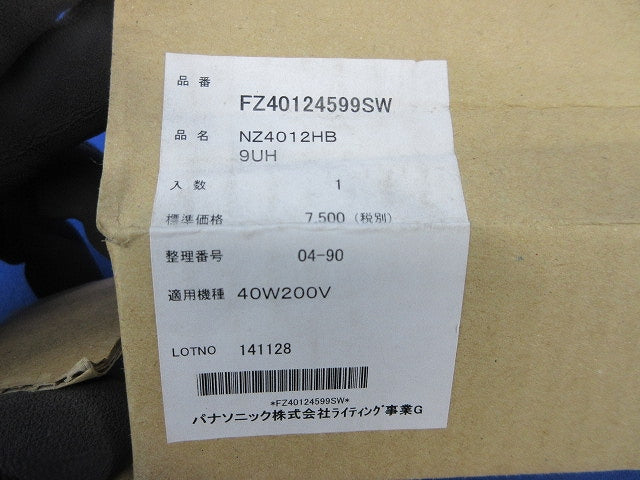 品番 FZ40124599SW
品名 NZ4012HB
9UH
入数 1
標準価格 7,500 (税別)
整理番号 04-90
適用機種 40W200V
LOTNO 141128
*FZ40124599SW*
パナソニック株式会社ライティング事業G